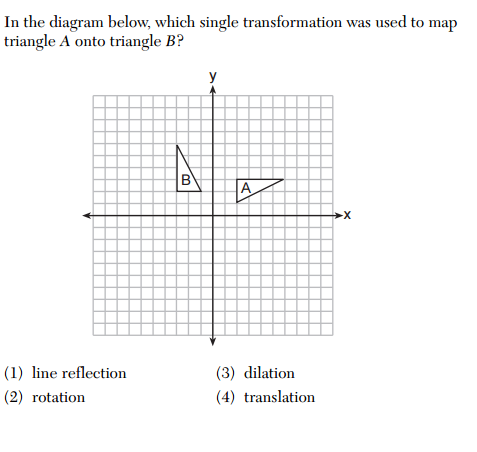 In the diagram below, which single transformation was used to map
triangle A onto triangle B?
y
B
A
x
(1) line reflection
(3) dilation
(2) rotation
(4) translation